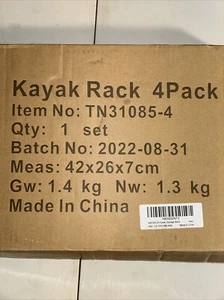 Kayak Rack 4Pack
Item No: TN31085-4
Qty: 1 set
Batch No: 2022-08-31
Meas: 42x26x7cm
Gw: 1.4 kg Nw: 1.3 kg
Made In China